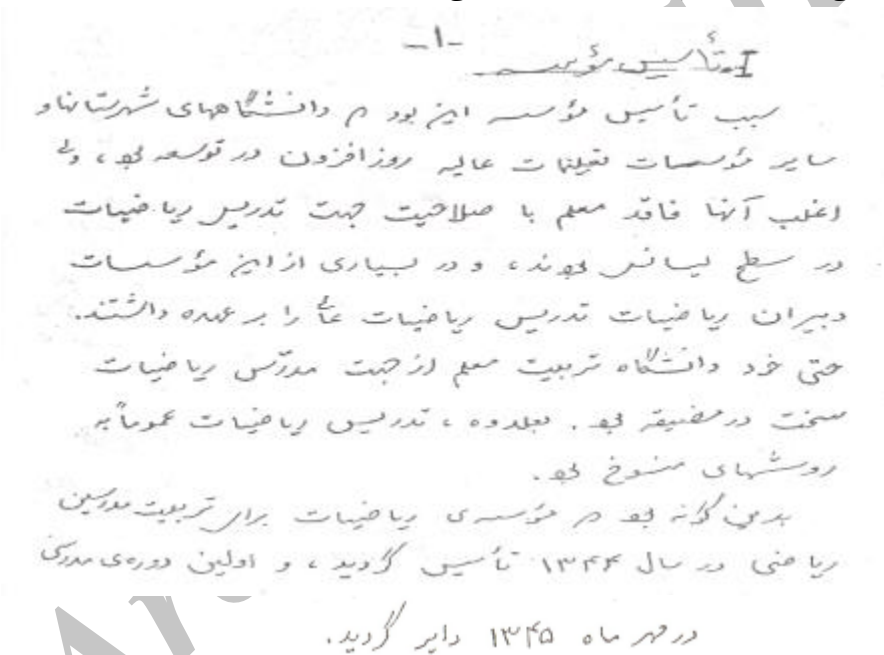 -۱-
I. تأسیس مؤسسه
سبب تأسیس مؤسسه این بود که دانشگاههای شهرستانها و
سایر مؤسسات تعلیمات عالیه روزافزون در توسعه بود، ولی
اغلب آنها فاقد معلم با صلاحیت جهت تدریس ریاضیات
در سطح لیسانس بودند، و در بسیاری از این مؤسسات
دبیران ریاضیات تدریس ریاضیات عالی را بر عهده داشتند.
حتی خود دانشگاه تربیت معلم از جهت مدرّس ریاضیات
سخت در مضیقه بود. بعلاوه، تدریس ریاضیات عموماً به
روشهای منسوخ بود.
بدین گونه بود که مؤسسه‌ی ریاضیات برای تربیت مدرسین
ریاضی در سال ۱۳۴۴ تأسیس گردید، و اولین دوره‌ی مدرسی
در مهر ماه ۱۳۴۵ دایر گردید.